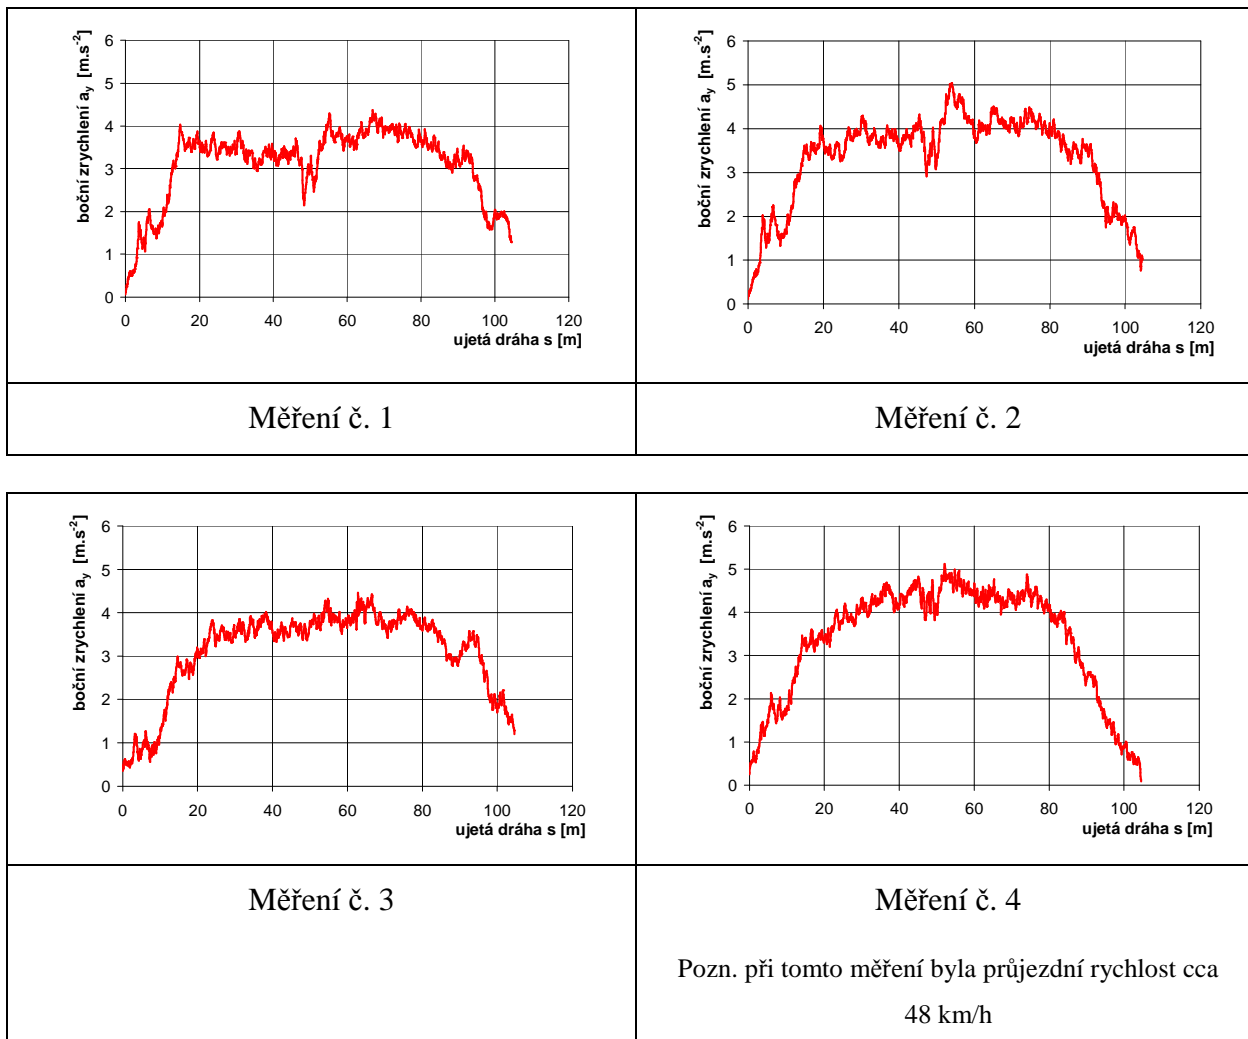 boční zrychlení ay [m.s-2]
6
5
4
3
2
1
0
0 20 40 60 80 100 120
ujetá dráha s [m]
Měření č. 1
boční zrychlení ay [m.s-2]
6
5
4
3
2
1
0
0 20 40 60 80 100 120
ujetá dráha s [m]
Měření č. 2
boční zrychlení ay [m.s-2]
6
5
4
3
2
1
0
0 20 40 60 80 100 120
ujetá dráha s [m]
Měření č. 3
boční zrychlení ay [m.s-2]
6
5
4
3
2
1
0
0 20 40 60 80 100 120
ujetá dráha s [m]
Měření č. 4
Pozn. při tomto měření byla průjezdní rychlost cca
48 km/h